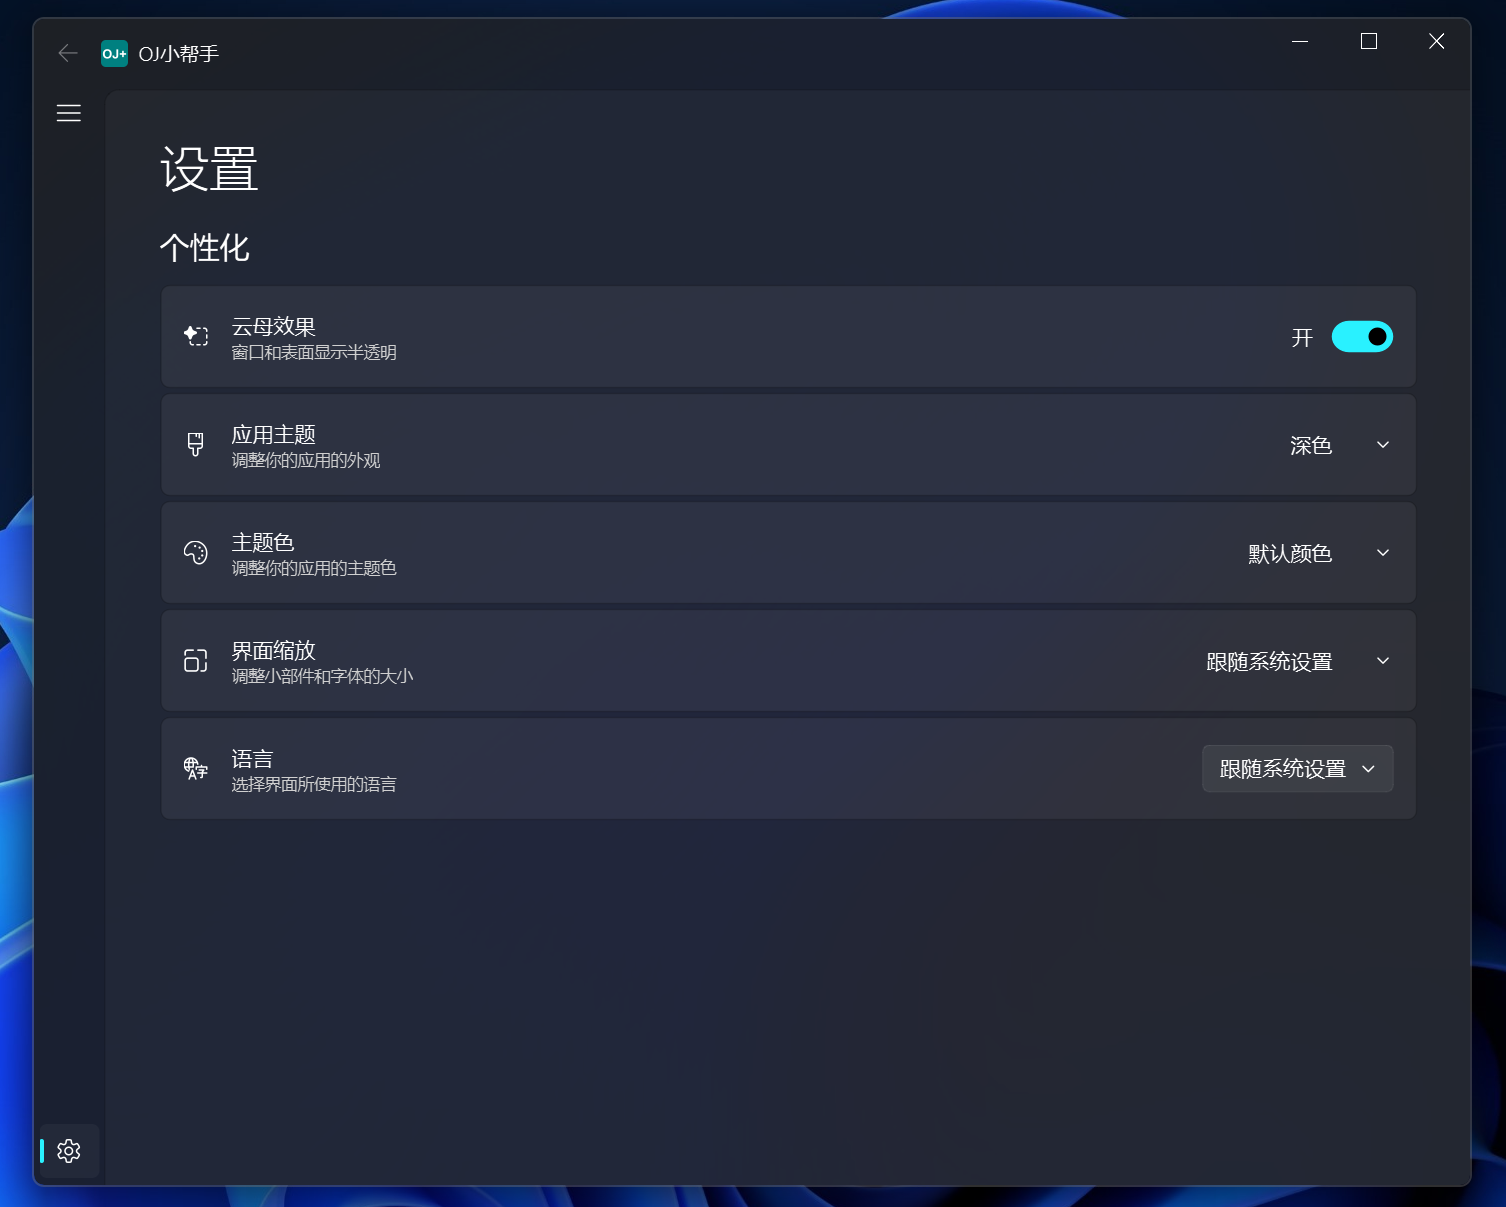 OJ+ OJ小帮手
设置
个性化
云母效果
窗口和表面显示半透明
开
应用主题
调整你的应用的外观
深色
主题色
调整你的应用的主题色
默认颜色
界面缩放
调整小部件和字体的大小
跟随系统设置
语言
选择界面所使用的语言
跟随系统设置